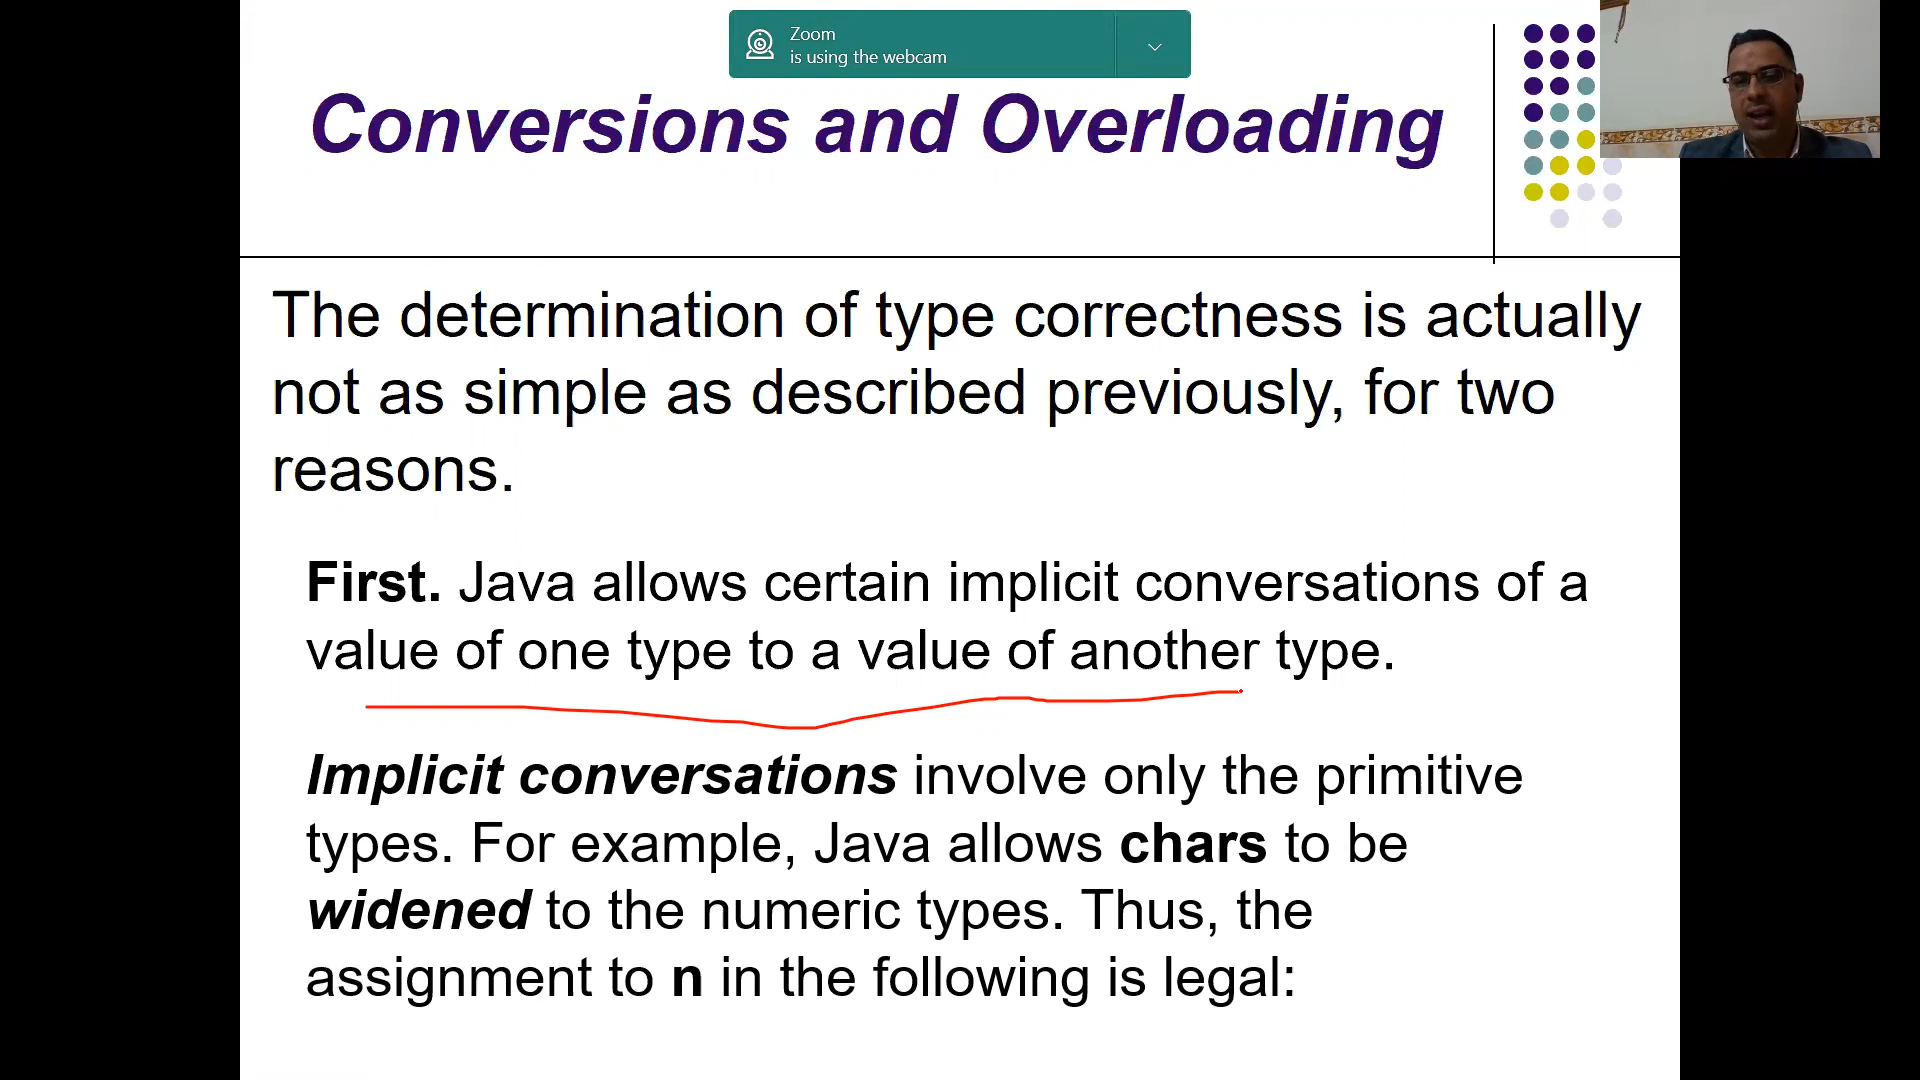 Zoom
is using the webcam
Conversions and Overloading
The determination of type correctness is actually
not as simple as described previously, for two
reasons.
First. Java allows certain implicit conversations of a
value of one type to a value of another type.
Implicit conversations involve only the primitive
types. For example, Java allows chars to be
widened to the numeric types. Thus, the
assignment to n in the following is legal: